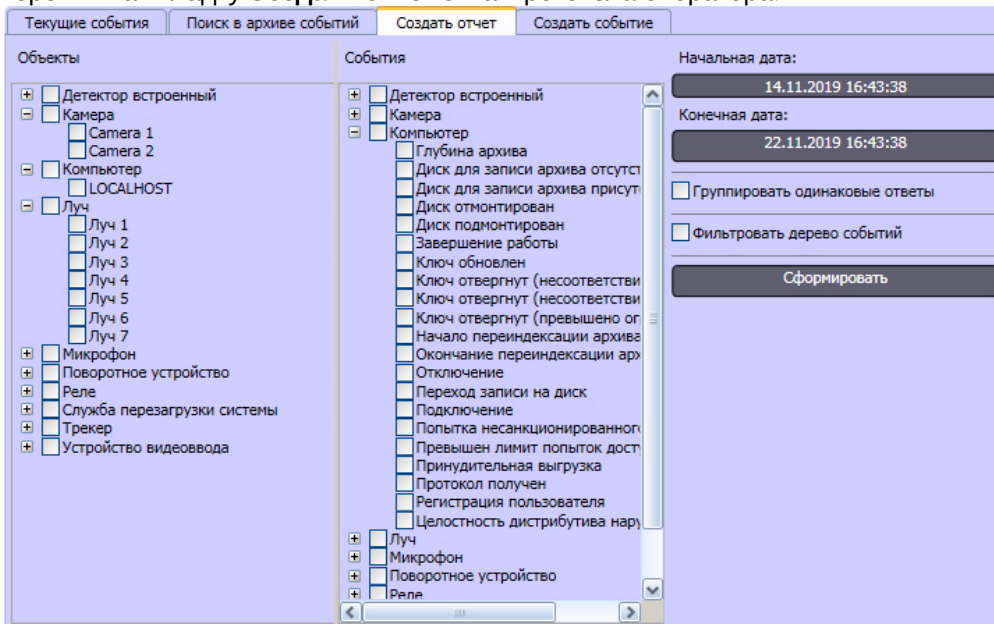 Текущие события
Поиск в архиве событий
Создать отчет
Создать событие
Объекты
Детектор встроенный
Камера
Camera 1
Camera 2
Компьютер
LOCALHOST
Луч
Луч 1
Луч 2
Луч 3
Луч 4
Луч 5
Луч 6
Луч 7
Микрофон
Поворотное устройство
Реле
Служба перезагрузки системы
Трекер
Устройство видеоввода
События
Детектор встроенный
Камера
Компьютер
Глубина архива
Диск для записи архива отсутст
Диск для записи архива присут
Диск отмонтирован
Диск подмонтирован
Завершение работы
Ключ обновлен
Ключ отвергнут (несоответстви
Ключ отвергнут (несоответстви
Ключ отвергнут (превышено ог
Начало переиндексации архива
Окончание переиндексации арх
Отключение
Переход записи на диск
Подключение
Попытка несанкционированного
Превышен лимит попыток дост
Принудительная выгрузка
Протокол получен
Регистрация пользователя
Целостность дистрибутива нару
Луч
Микрофон
Поворотное устройство
Реле
Начальная дата:
14.11.2019 16:43:38
Конечная дата:
22.11.2019 16:43:38
Группировать одинаковые ответы
Фильтровать дерево событий
Сформировать